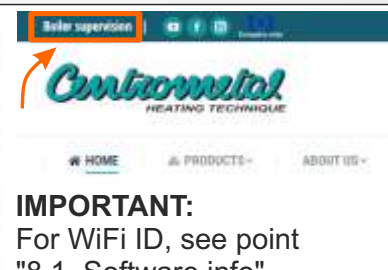 Boiler supervision
Centrometal
HEATING TECHNIQUE
HOME PRODUCTS ABOUT US
IMPORTANT:
For WiFi ID, see point
"8.1. Software info"